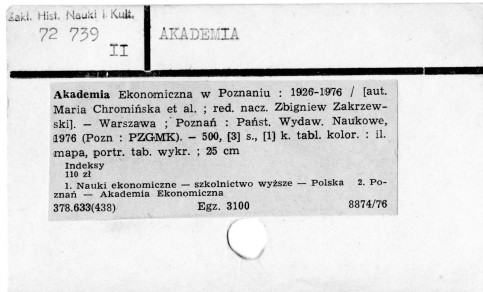 Zakł. Hist. Nauki i Kult.
72 739
II
AKADEMIA
Akademia Ekonomiczna w Poznaniu : 1926-1976 / [aut.
Maria Chromińska et al. ; red. nacz. Zbigniew Zakrzew-
ski]. — Warszawa ; Poznań : Państ. Wydaw. Naukowe,
1976 (Pozn : PZGMK). — 500, [3] s., [1] k. tabl. kolor. : il.
mapa, portr. tab. wykr. ; 25 cm
Indeksy
110 zł
1. Nauki ekonomiczne — szkolnictwo wyższe — Polska 2. Po-
znań — Akademia Ekonomiczna
378.633(438) Egz. 3100 8874/76